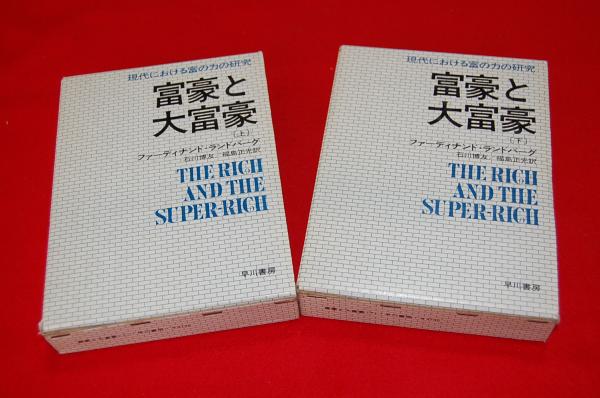 現代における富の力の研究
富豪と
大富豪
(上)
ファーディナンド・ランドバーグ
石川博友・福島正光訳
THE RICH
AND THE
SUPER-RICH
早川書房
現代における富の力の研究
富豪と
大富豪
(下)
ファーディナンド・ランドバーグ
石川博友・福島正光訳
THE RICH
AND THE
SUPER-RICH
早川書房